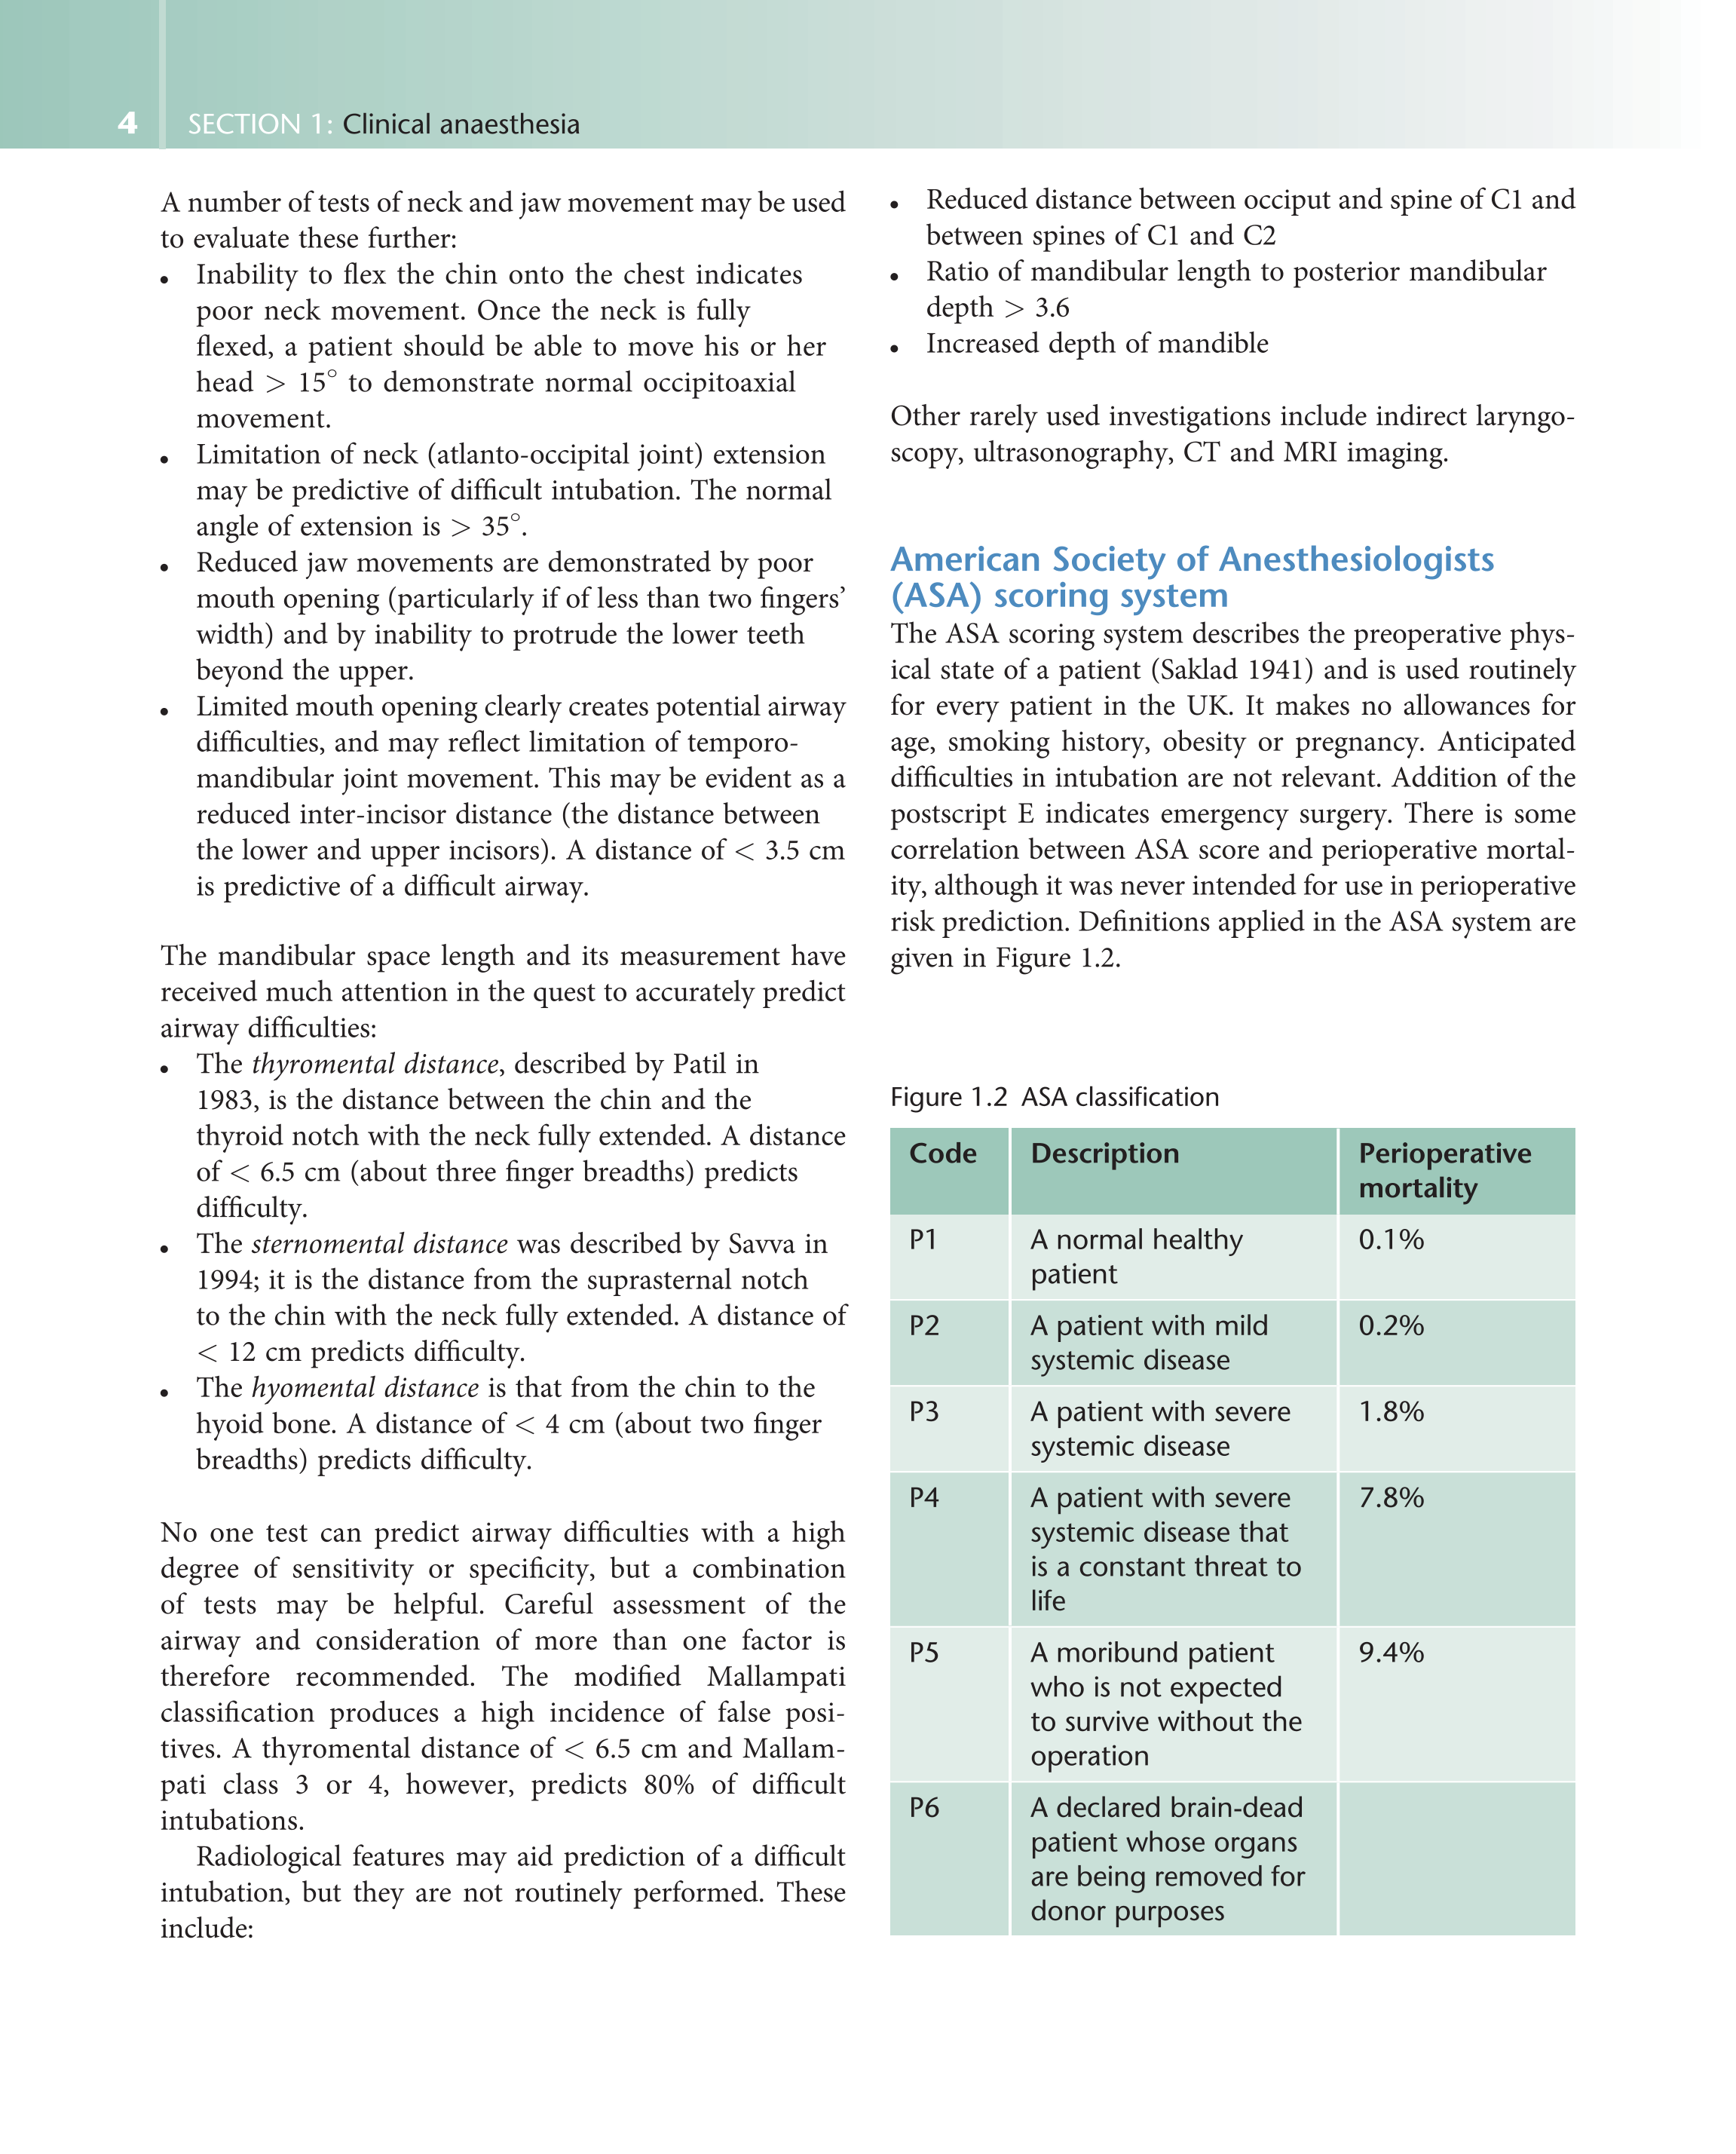 4 SECTION 1: Clinical anaesthesia
A number of tests of neck and jaw movement may be used
to evaluate these further:
• Inability to flex the chin onto the chest indicates
poor neck movement. Once the neck is fully
flexed, a patient should be able to move his or her
head > 15° to demonstrate normal occipitoaxial
movement.
• Limitation of neck (atlanto-occipital joint) extension
may be predictive of difficult intubation. The normal
angle of extension is > 35°.
• Reduced jaw movements are demonstrated by poor
mouth opening (particularly if of less than two fingers’
width) and by inability to protrude the lower teeth
beyond the upper.
• Limited mouth opening clearly creates potential airway
difficulties, and may reflect limitation of temporo-
mandibular joint movement. This may be evident as a
reduced inter-incisor distance (the distance between
the lower and upper incisors). A distance of < 3.5 cm
is predictive of a difficult airway.
The mandibular space length and its measurement have
received much attention in the quest to accurately predict
airway difficulties:
• The thyromental distance, described by Patil in
1983, is the distance between the chin and the
thyroid notch with the neck fully extended. A distance
of < 6.5 cm (about three finger breadths) predicts
difficulty.
• The sternomental distance was described by Savva in
1994; it is the distance from the suprasternal notch
to the chin with the neck fully extended. A distance of
< 12 cm predicts difficulty.
• The hyomental distance is that from the chin to the
hyoid bone. A distance of < 4 cm (about two finger
breadths) predicts difficulty.
No one test can predict airway difficulties with a high
degree of sensitivity or specificity, but a combination
of tests may be helpful. Careful assessment of the
airway and consideration of more than one factor is
therefore recommended. The modified Mallampati
classification produces a high incidence of false posi-
tives. A thyromental distance of < 6.5 cm and Mallam-
pati class 3 or 4, however, predicts 80% of difficult
intubations.
Radiological features may aid prediction of a difficult
intubation, but they are not routinely performed. These
include:
• Reduced distance between occiput and spine of C1 and
between spines of C1 and C2
• Ratio of mandibular length to posterior mandibular
depth > 3.6
• Increased depth of mandible
Other rarely used investigations include indirect laryngo-
scopy, ultrasonography, CT and MRI imaging.
American Society of Anesthesiologists
(ASA) scoring system
The ASA scoring system describes the preoperative phys-
ical state of a patient (Saklad 1941) and is used routinely
for every patient in the UK. It makes no allowances for
age, smoking history, obesity or pregnancy. Anticipated
difficulties in intubation are not relevant. Addition of the
postscript E indicates emergency surgery. There is some
correlation between ASA score and perioperative mortal-
ity, although it was never intended for use in perioperative
risk prediction. Definitions applied in the ASA system are
given in Figure 1.2.
Figure 1.2 ASA classification
Code Description Perioperative
mortality
P1 A normal healthy 0.1%
patient
P2 A patient with mild 0.2%
systemic disease
P3 A patient with severe 1.8%
systemic disease
P4 A patient with severe 7.8%
systemic disease that
is a constant threat to
life
P5 A moribund patient 9.4%
who is not expected
to survive without the
operation
P6 A declared brain-dead
patient whose organs
are being removed for
donor purposes